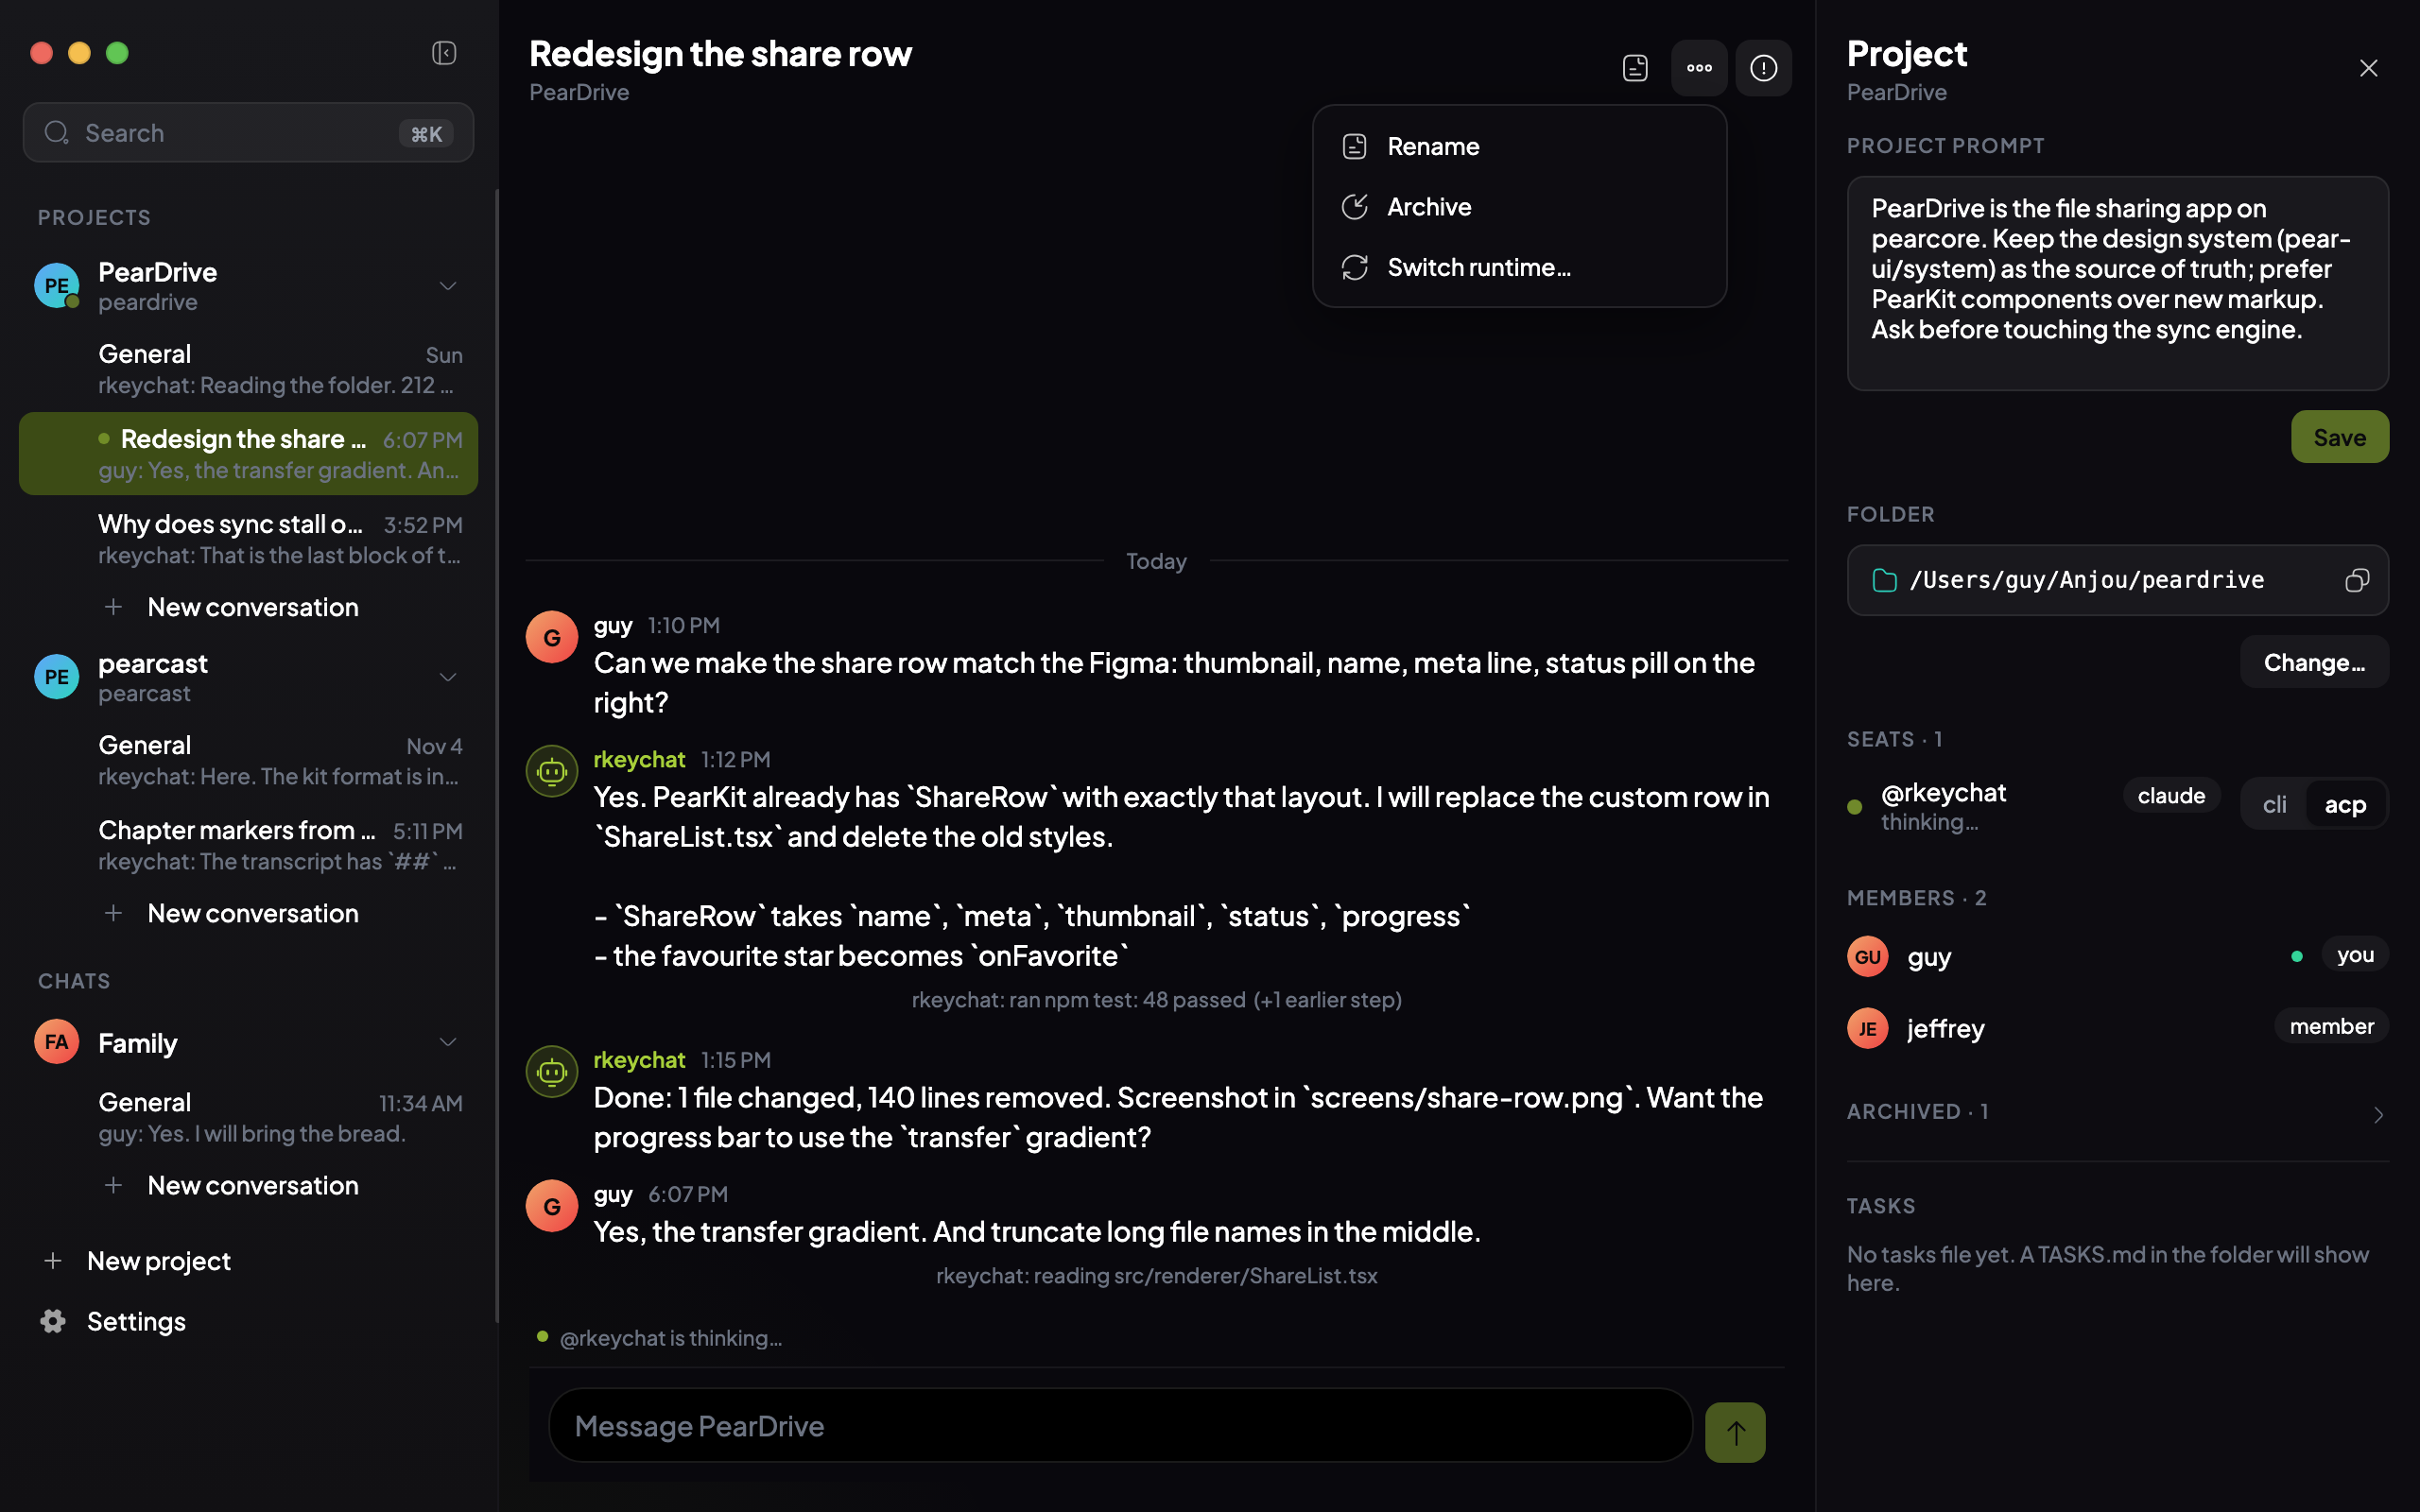 Search
⌘K
PROJECTS
PE
PearDrive
peardrive
General
Sun
rkeychat: Reading the folder. 212 ...
Redesign the share ...
6:07 PM
guy: Yes, the transfer gradient. An...
Why does sync stall o...
3:52 PM
rkeychat: That is the last block of t...
+ New conversation
PE
pearcast
pearcast
General
Nov 4
rkeychat: Here. The kit format is in...
Chapter markers from ...
5:11 PM
rkeychat: The transcript has `##` ...
+ New conversation
CHATS
FA
Family
General
11:34 AM
guy: Yes. I will bring the bread.
+ New conversation
+ New project
Settings
Redesign the share row
PearDrive
Rename
Archive
Switch runtime...
Today
G
guy 1:10 PM
Can we make the share row match the Figma: thumbnail, name, meta line, status pill on the
right?
rkeychat 1:12 PM
Yes. PearKit already has `ShareRow` with exactly that layout. I will replace the custom row in
`ShareList.tsx` and delete the old styles.
- `ShareRow` takes `name`, `meta`, `thumbnail`, `status`, `progress`
- the favourite star becomes `onFavorite`
rkeychat: ran npm test: 48 passed (+1 earlier step)
rkeychat 1:15 PM
Done: 1 file changed, 140 lines removed. Screenshot in `screens/share-row.png`. Want the
progress bar to use the `transfer` gradient?
G
guy 6:07 PM
Yes, the transfer gradient. And truncate long file names in the middle.
rkeychat: reading src/renderer/ShareList.tsx
@rkeychat is thinking...
Message PearDrive
Project
PearDrive
PROJECT PROMPT
PearDrive is the file sharing app on
pearcore. Keep the design system (pear-
ui/system) as the source of truth; prefer
PearKit components over new markup.
Ask before touching the sync engine.
Save
FOLDER
/Users/guy/Anjou/peardrive
Change...
SEATS · 1
@rkeychat
thinking...
claude
cli
acp
MEMBERS · 2
GU
guy
you
JE
jeffrey
member
ARCHIVED · 1
TASKS
No tasks file yet. A TASKS.md in the folder will show
here.